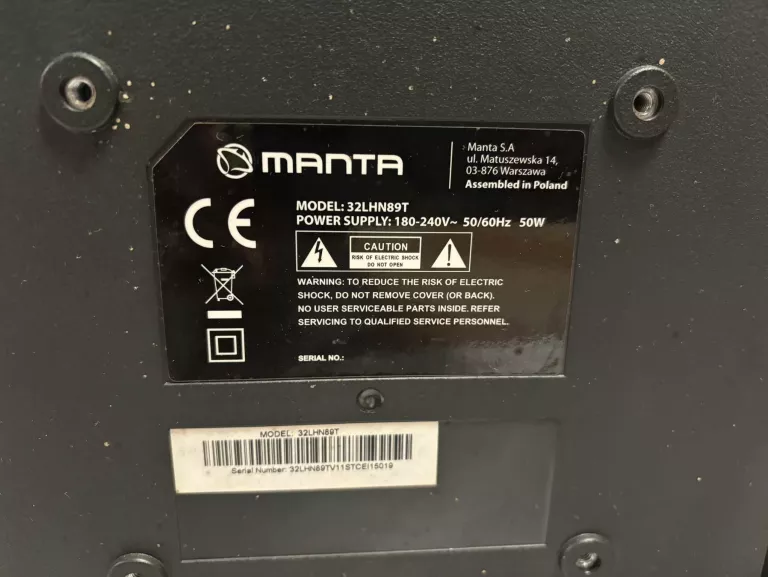 MANTA
Manta S.A
ul. Matuszewska 14,
03-876 Warszawa
Assembled in Poland
MODEL: 32LHN89T
POWER SUPPLY: 180-240V~ 50/60Hz 50W
CE
CAUTION
RISK OF ELECTRIC SHOCK
DO NOT OPEN
WARNING: TO REDUCE THE RISK OF ELECTRIC
SHOCK, DO NOT REMOVE COVER (OR BACK).
NO USER SERVICEABLE PARTS INSIDE. REFER
SERVICING TO QUALIFIED SERVICE PERSONNEL.
SERIAL NO.:
MODEL: 32LHN89T
Serial Number: 32LHN89TV11STCEI15019